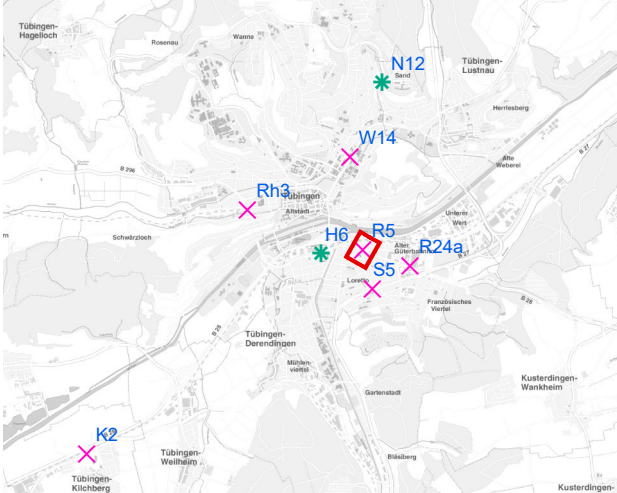 Tübingen-
Hagelloch
Rosenau
Wanne
N12
Sand
Tübingen-
Lustnau
Herrlesberg
W14
B 27
Alte
Weberei
B 296
Rh3
Tübingen
Altstadt
Unterer
Wert
Schwärzloch
H6
R5
Alter
R24a
B 27
S5
Loretto
B 28
Französisches
Viertel
B 28
Tübingen-
Derendingen
Mühlen-
viertel
Gartenstadt
Kusterdingen-
Wankheim
K2
Tübingen-
Weilheim
Bläsiberg
Tübingen-
Kilchberg
Kusterdingen-